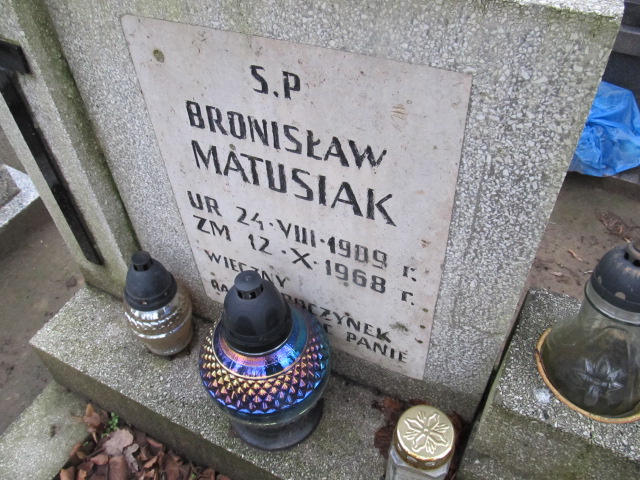 S.P
BRONISŁAW
MATUSIAK
UR 24·VIII·1909 r.
ZM 12·X·1968 r.
WIECZNY
PANIE